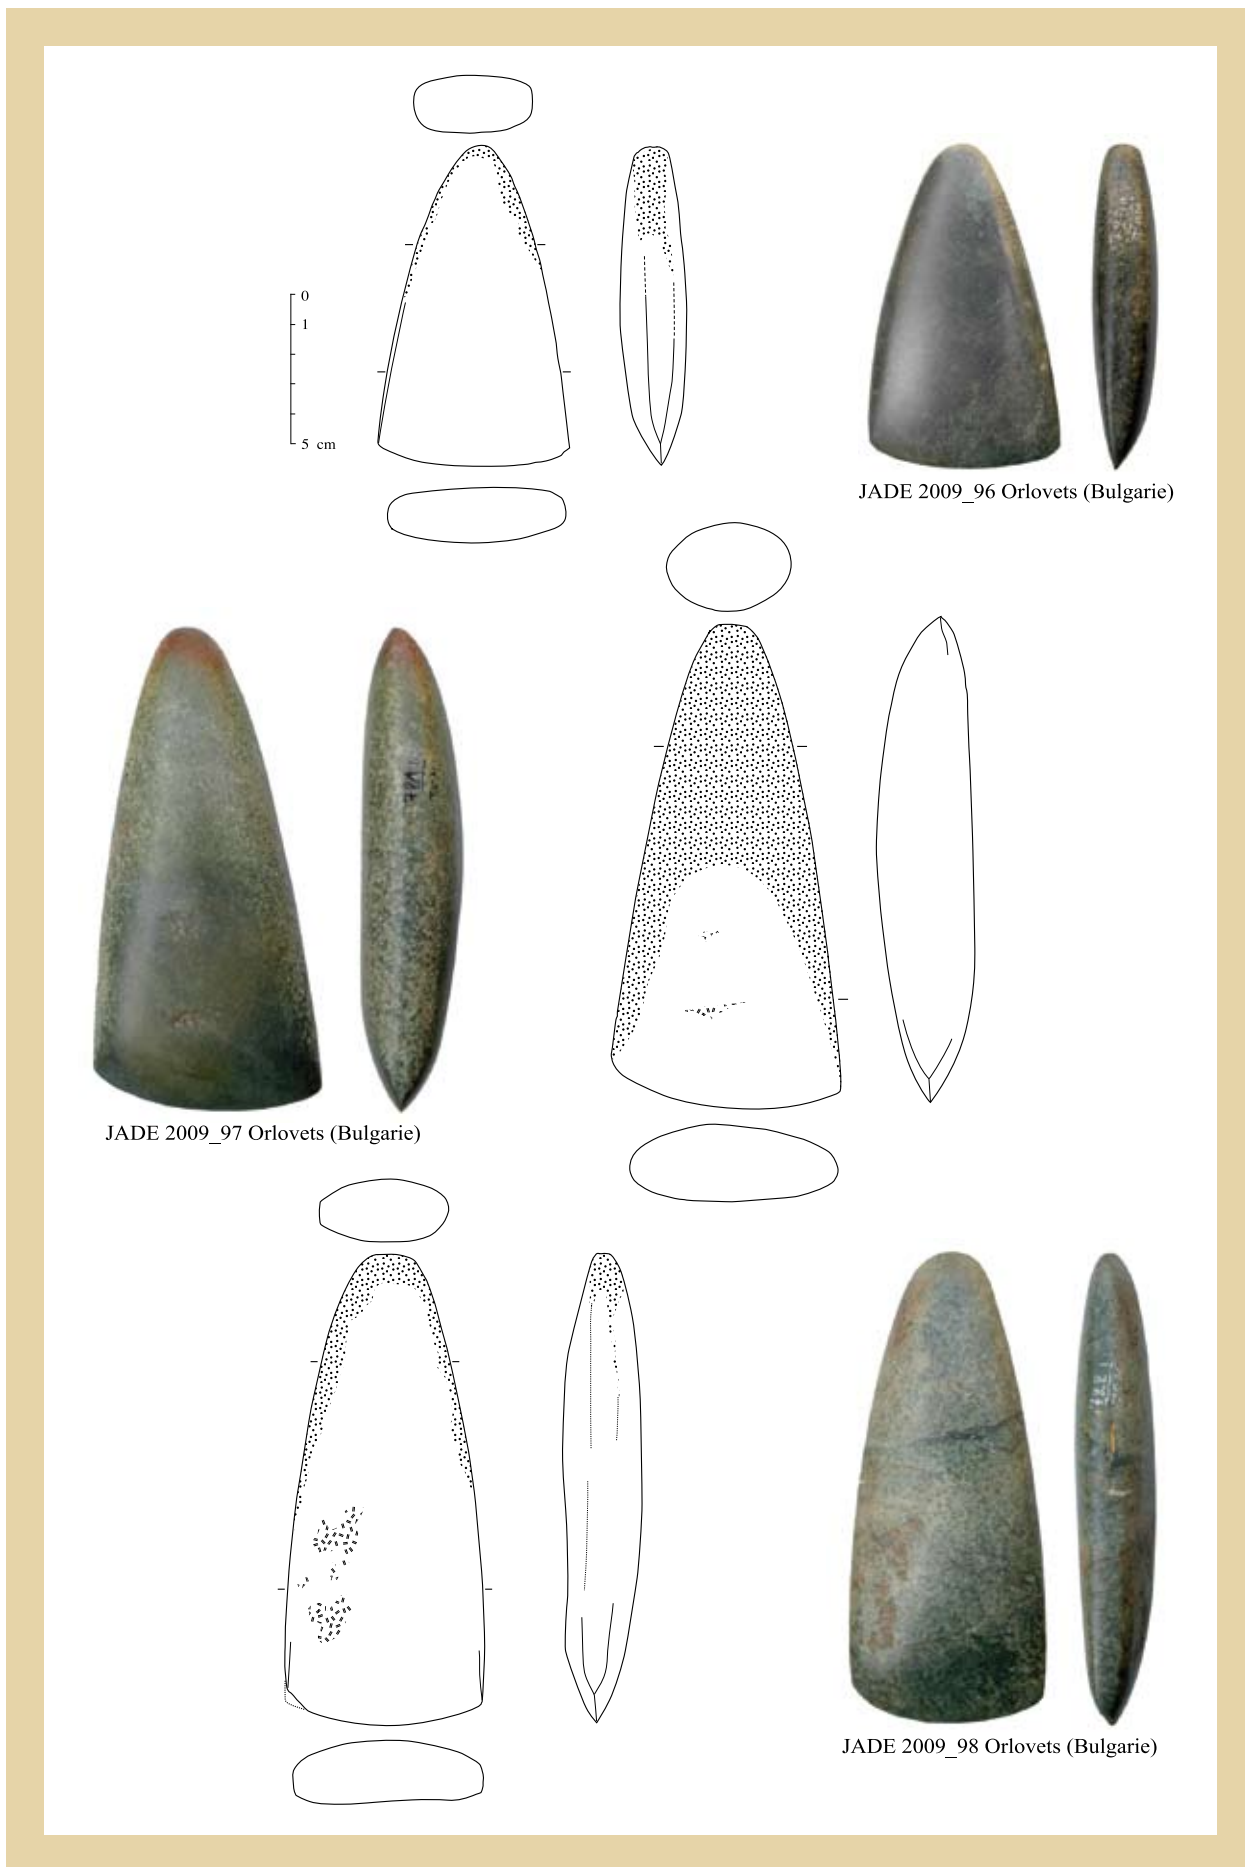 0
1
5 cm
JADE 2009_96 Orlovets (Bulgarie)
JADE 2009_97 Orlovets (Bulgarie)
JADE 2009_98 Orlovets (Bulgarie)